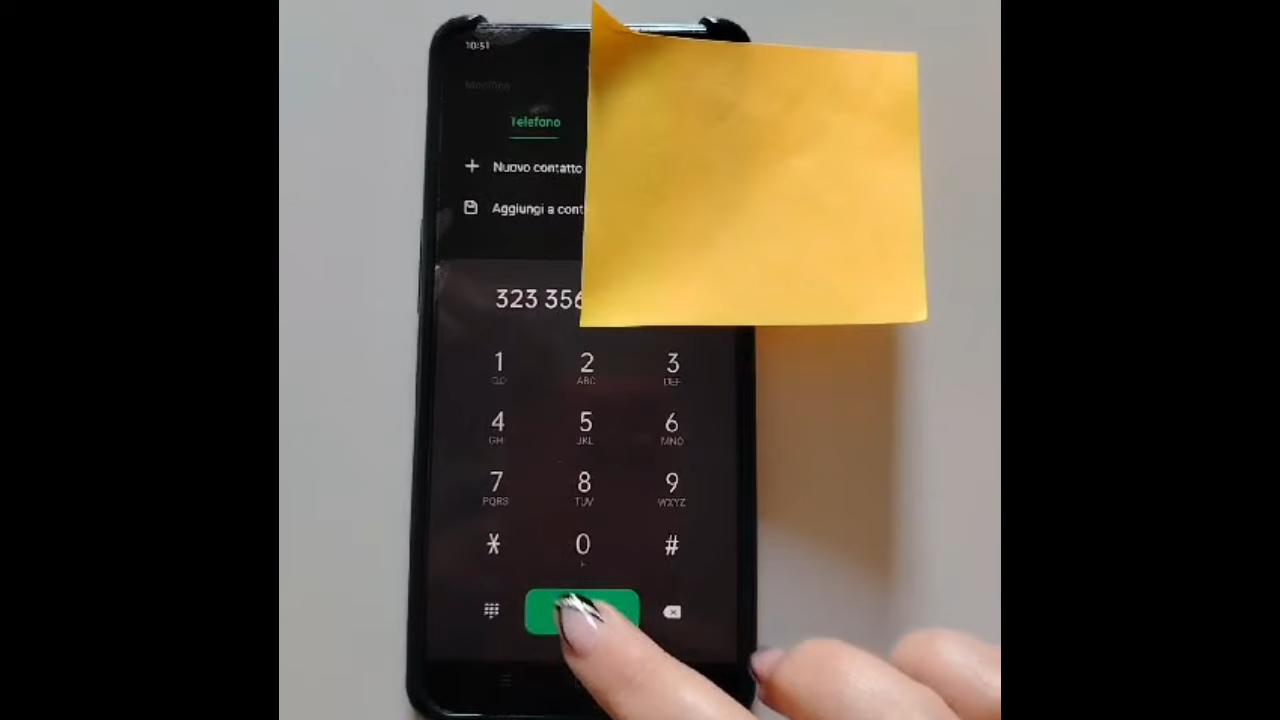 10:51
Modifica
Telefono
Nuovo contatto
Aggiungi a cont
323 356
1 2 3
ABC DEF
4 5 6
GHI JKL MNO
7 8 9
PQRS TUV WXYZ
* 0 #
+